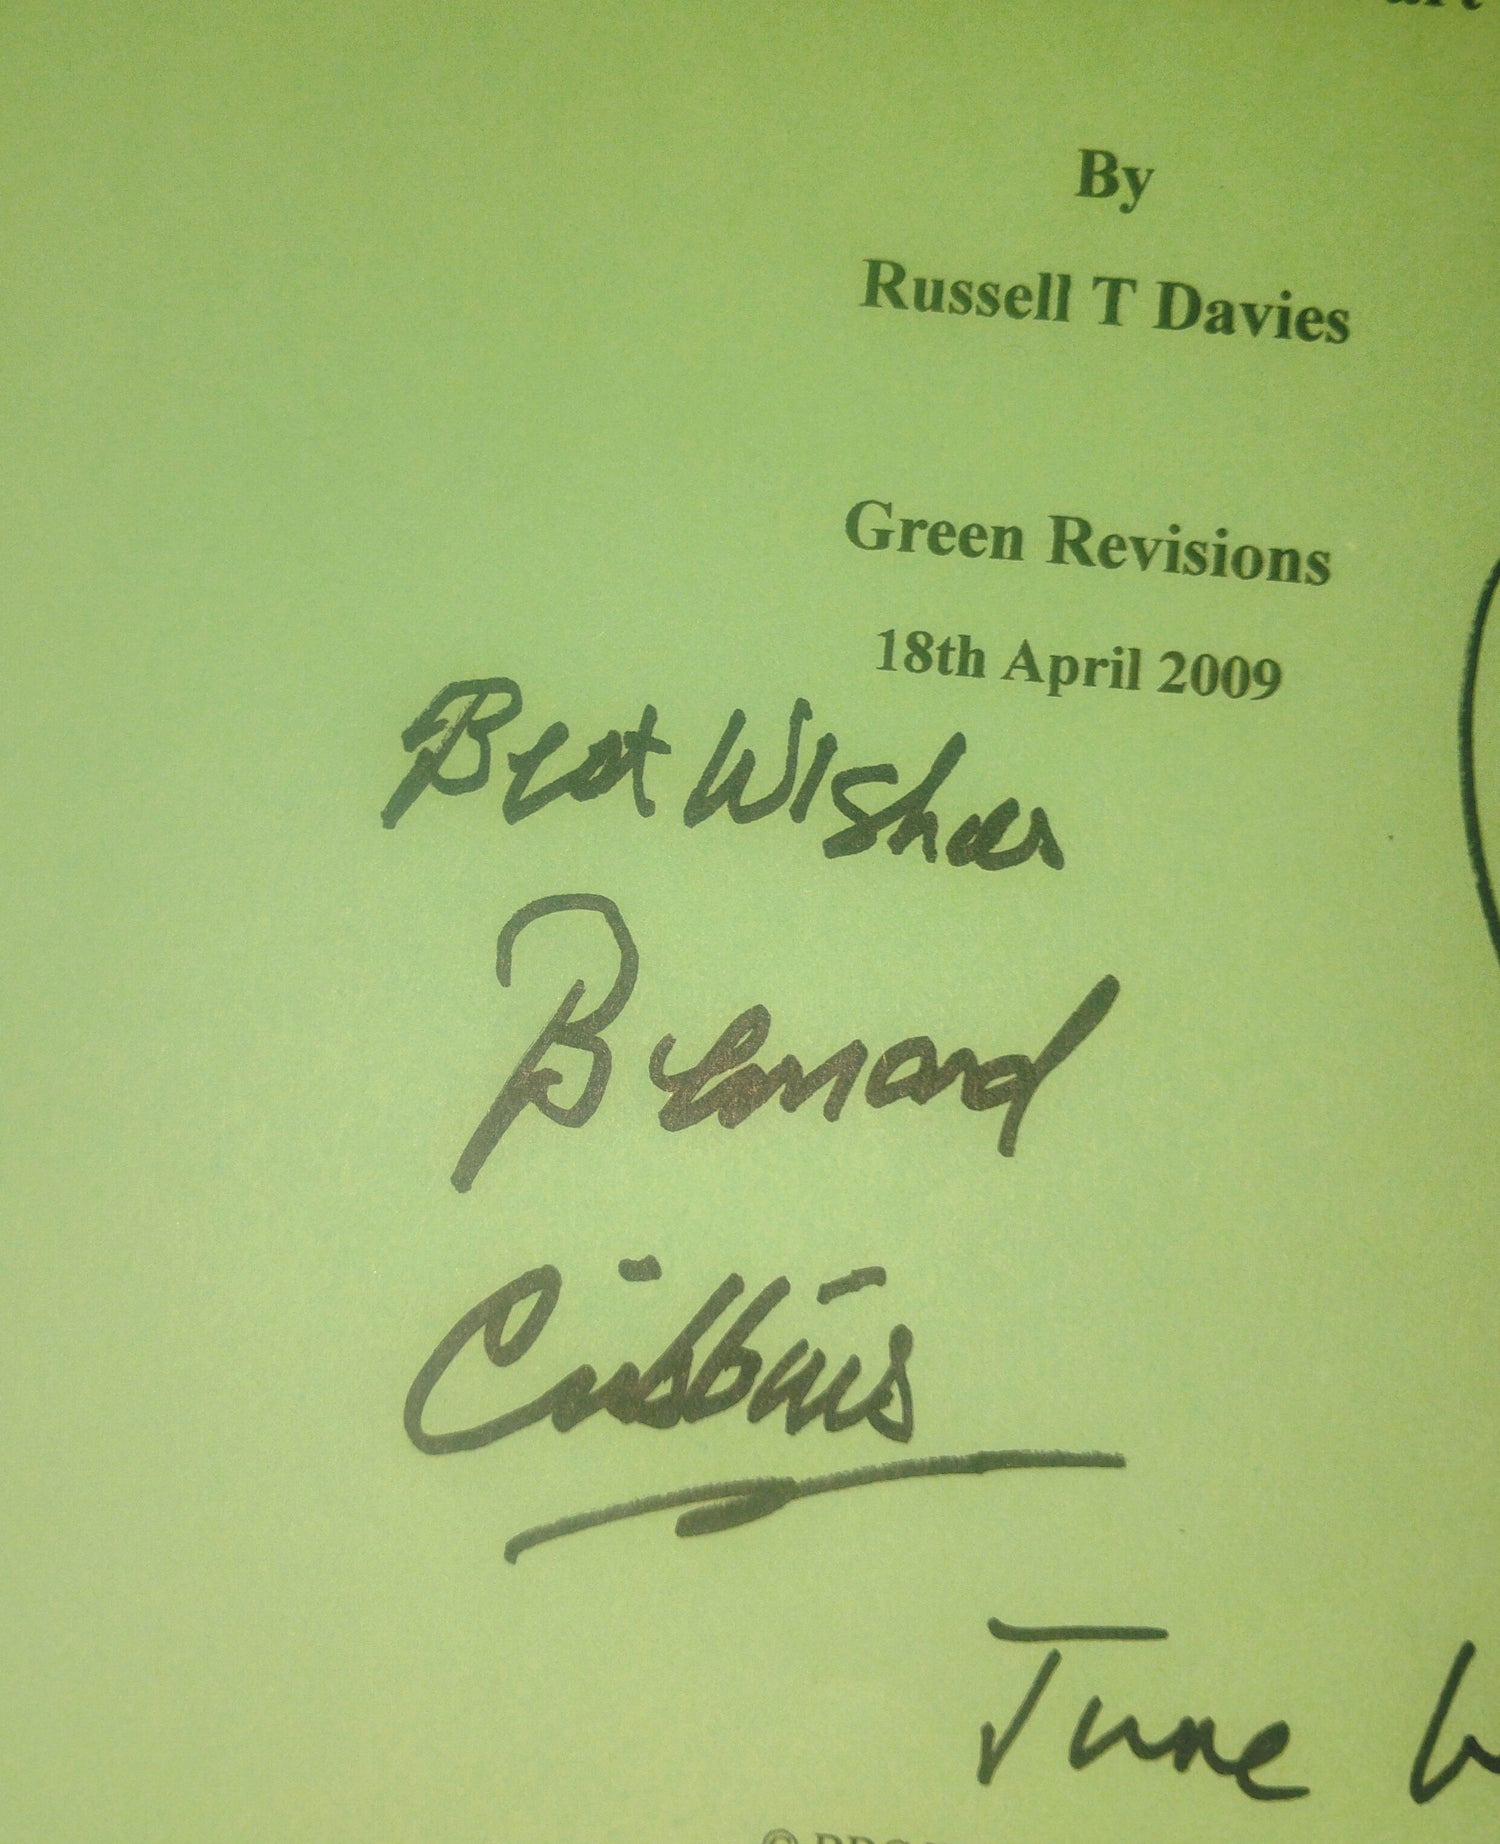 By
Russell T Davies
Green Revisions
18th April 2009
Best Wishes
Bernard
Cribbins
June